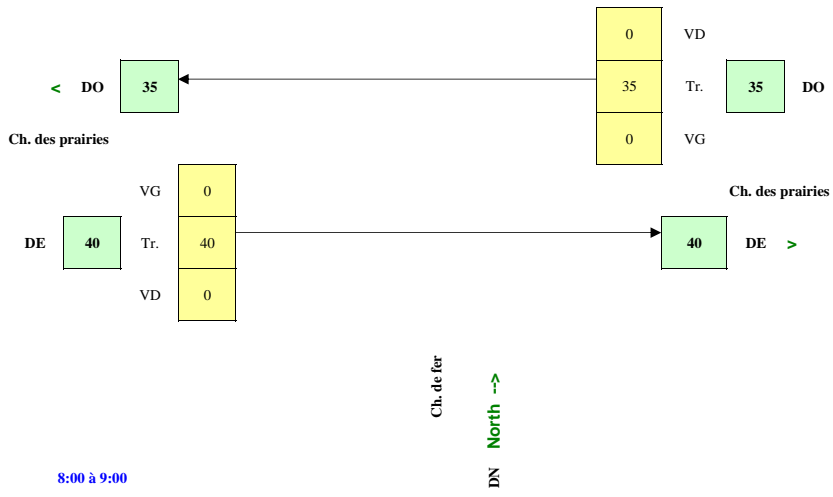 0 VD
< DO 35 35 Tr. 35 DO
Ch. des prairies
0 VG
VG 0
Ch. des prairies
DE 40 Tr. 40 40 DE >
VD 0
Ch. de fer
DN North -->
8:00 à 9:00